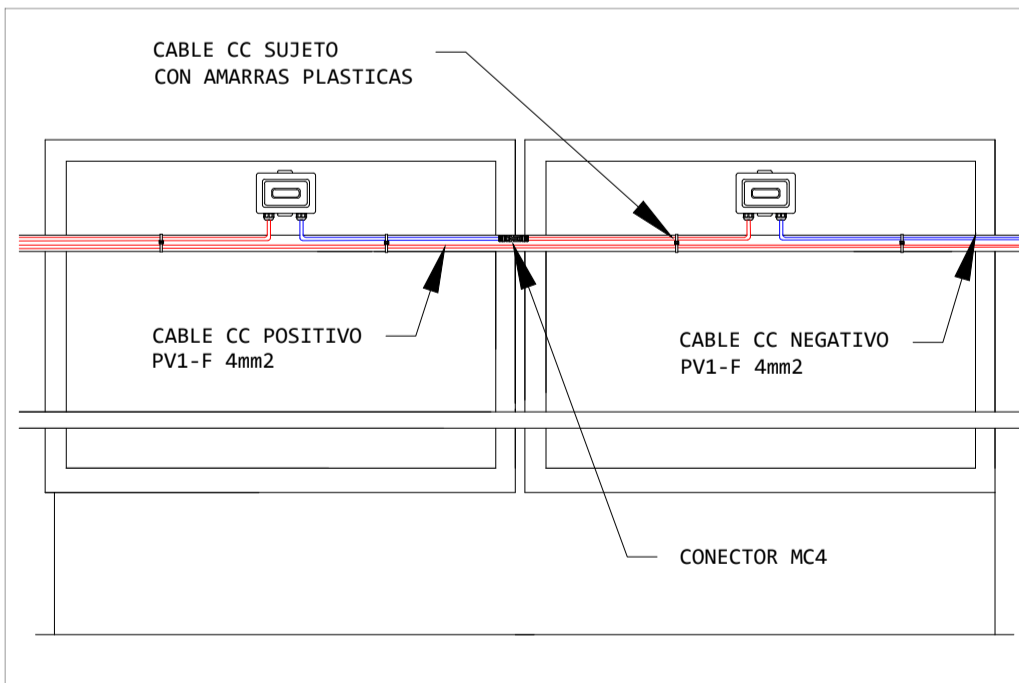 CABLE CC SUJETO
CON AMARRAS PLASTICAS
CABLE CC POSITIVO
PV1-F 4mm2
CABLE CC NEGATIVO
PV1-F 4mm2
CONECTOR MC4